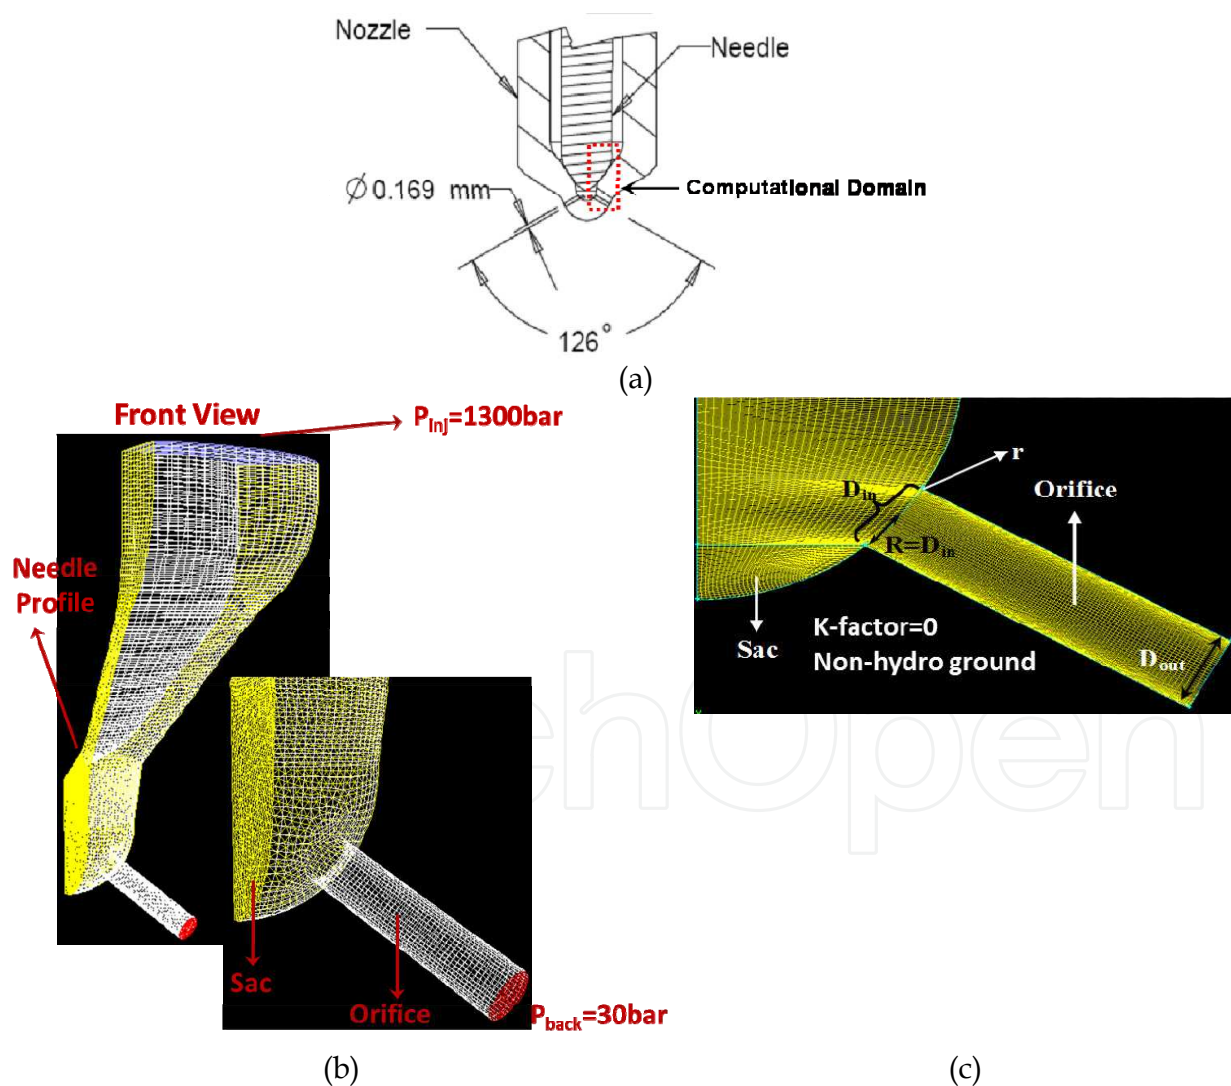 Nozzle
Needle
Ø 0.169 mm
Computational Domain
126°
(a)
Front View
P_Inj=1300bar
Needle
Profile
Sac
Orifice
P_back=30bar
(b)
r
D_in
Orifice
R=D_in
Sac
K-factor=0
Non-hydro ground
D_out
(c)